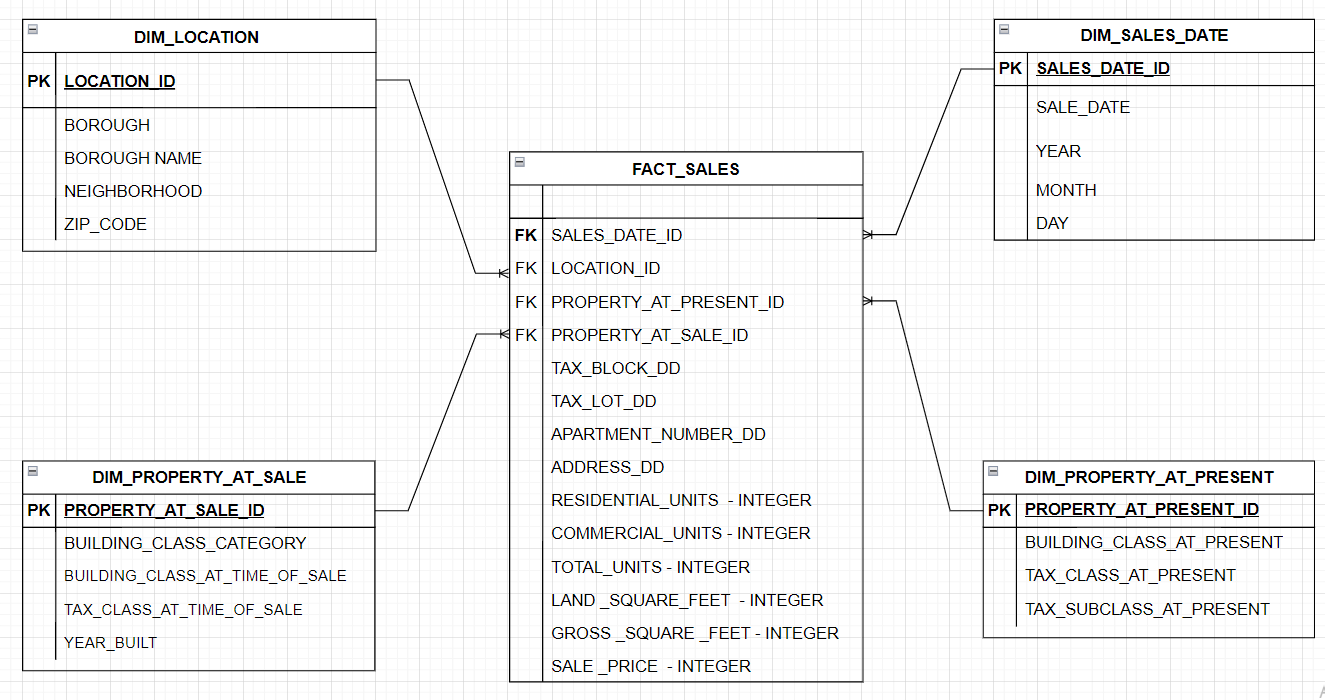 DIM_LOCATION
PK LOCATION_ID
BOROUGH
BOROUGH NAME
NEIGHBORHOOD
ZIP_CODE
DIM_SALES_DATE
PK SALES_DATE_ID
SALE_DATE
YEAR
MONTH
DAY
FACT_SALES
FK SALES_DATE_ID
FK LOCATION_ID
FK PROPERTY_AT_PRESENT_ID
FK PROPERTY_AT_SALE_ID
TAX_BLOCK_DD
TAX_LOT_DD
APARTMENT_NUMBER_DD
ADDRESS_DD
RESIDENTIAL_UNITS - INTEGER
COMMERCIAL_UNITS - INTEGER
TOTAL_UNITS - INTEGER
LAND _SQUARE_FEET - INTEGER
GROSS _SQUARE _FEET - INTEGER
SALE _PRICE - INTEGER
DIM_PROPERTY_AT_SALE
PK PROPERTY_AT_SALE_ID
BUILDING_CLASS_CATEGORY
BUILDING_CLASS_AT_TIME_OF_SALE
TAX_CLASS_AT_TIME_OF_SALE
YEAR_BUILT
DIM_PROPERTY_AT_PRESENT
PK PROPERTY_AT_PRESENT_ID
BUILDING_CLASS_AT_PRESENT
TAX_CLASS_AT_PRESENT
TAX_SUBCLASS_AT_PRESENT